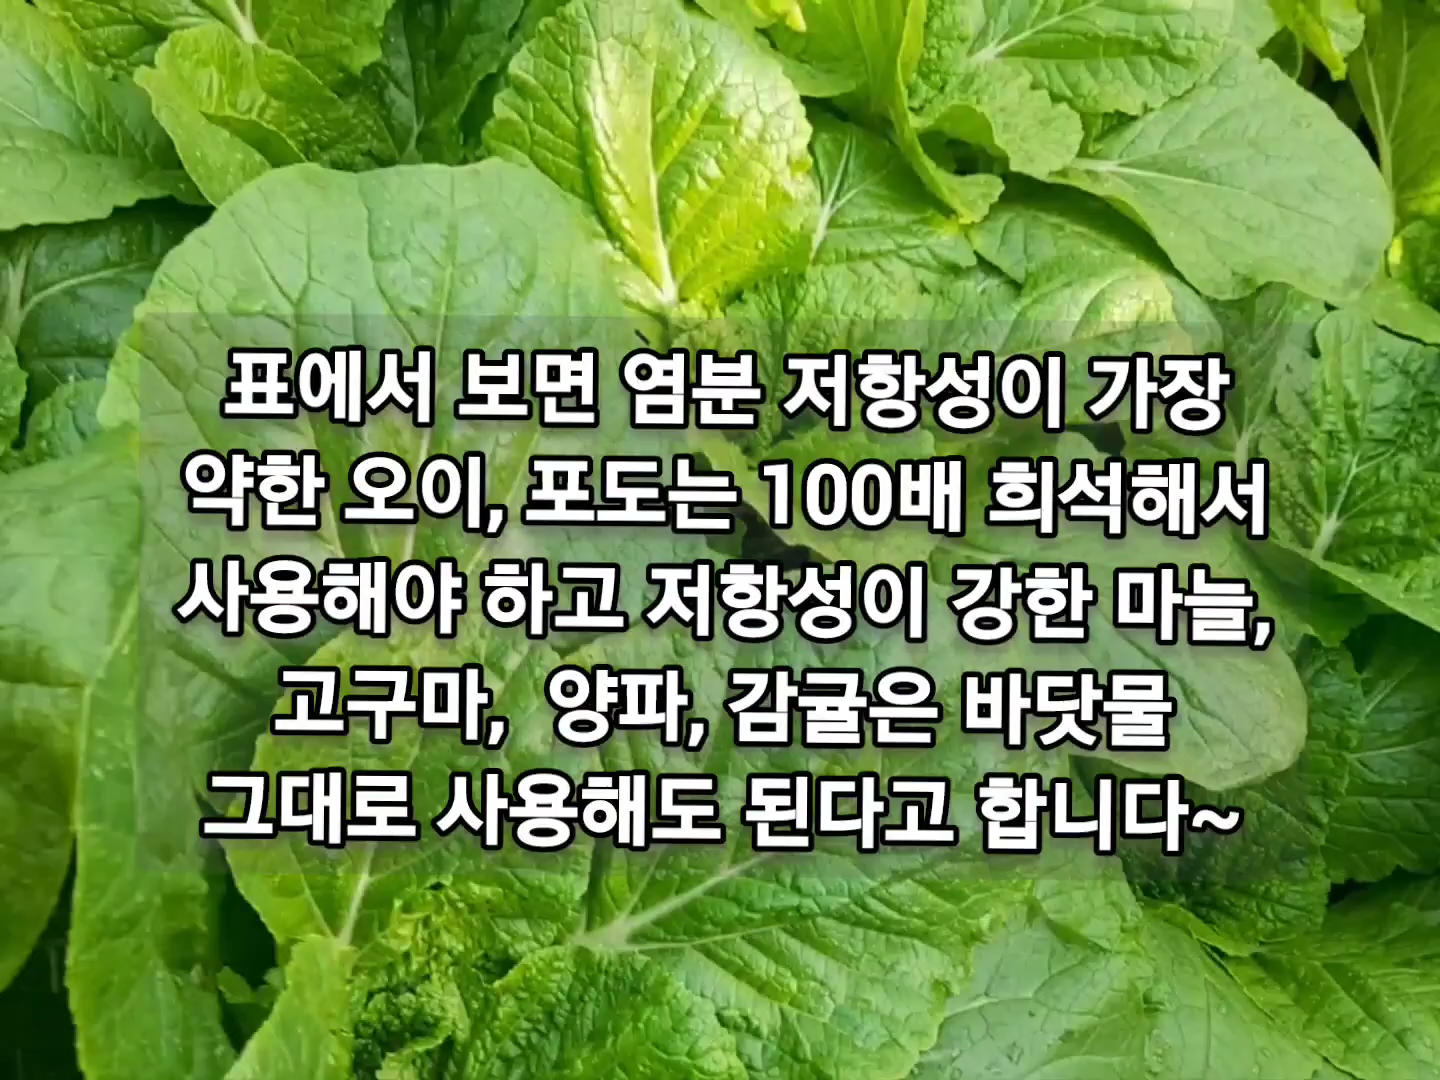 표에서 보면 염분 저항성이 가장
약한 오이, 포도는 100배 희석해서
사용해야 하고 저항성이 강한 마늘,
고구마, 양파, 감귤은 바닷물
그대로 사용해도 된다고 합니다~